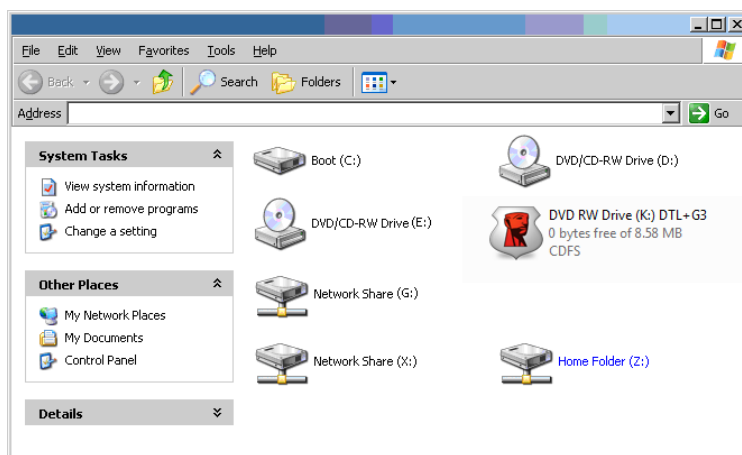 File Edit View Favorites Tools Help
Back Search Folders
Address Go
System Tasks
View system information
Add or remove programs
Change a setting
Other Places
My Network Places
My Documents
Control Panel
Details
Boot (C:)
DVD/CD-RW Drive (D:)
DVD/CD-RW Drive (E:)
DVD RW Drive (K:) DTL+G3
0 bytes free of 8.58 MB
CDFS
Network Share (G:)
Network Share (X:)
Home Folder (Z:)